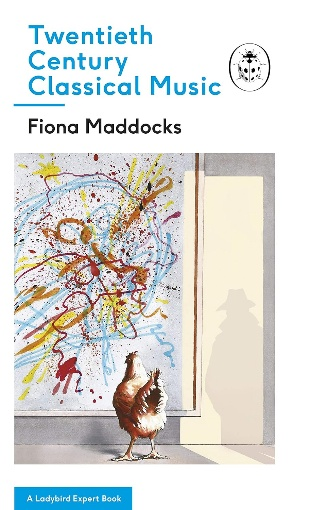 Twentieth
Century
Classical Music
Fiona Maddocks
A Ladybird Expert Book